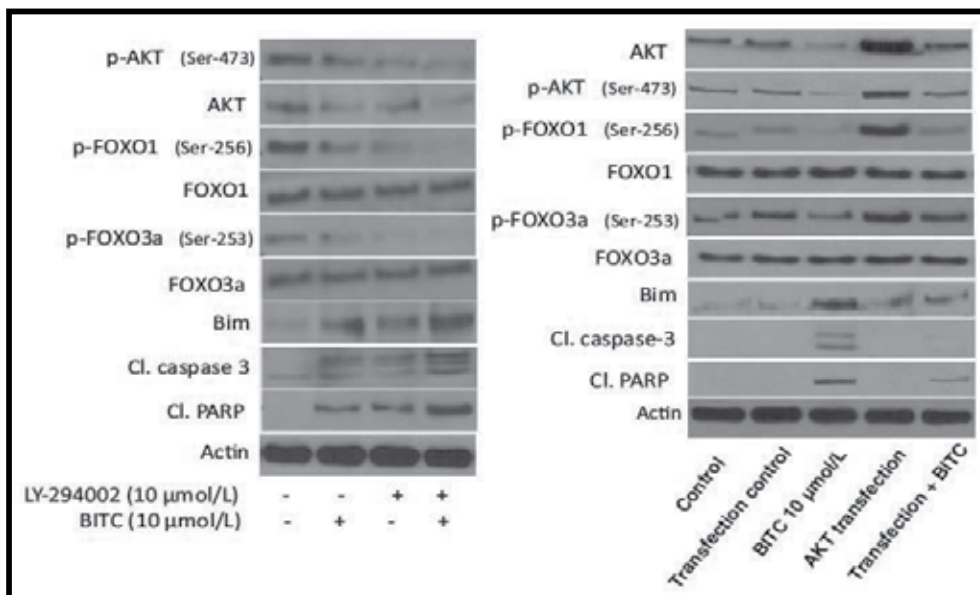 p-AKT (Ser-473)
AKT
p-FOXO1 (Ser-256)
FOXO1
p-FOXO3a (Ser-253)
FOXO3a
Bim
Cl. caspase 3
Cl. PARP
Actin
LY-294002 (10 µmol/L) - - + +
BITC (10 µmol/L) - + - +
AKT
p-AKT (Ser-473)
p-FOXO1 (Ser-256)
FOXO1
p-FOXO3a (Ser-253)
FOXO3a
Bim
Cl. caspase-3
Cl. PARP
Actin
Control
Transfection control
BITC 10 µmol/L
AKT transfection
Transfection + BITC